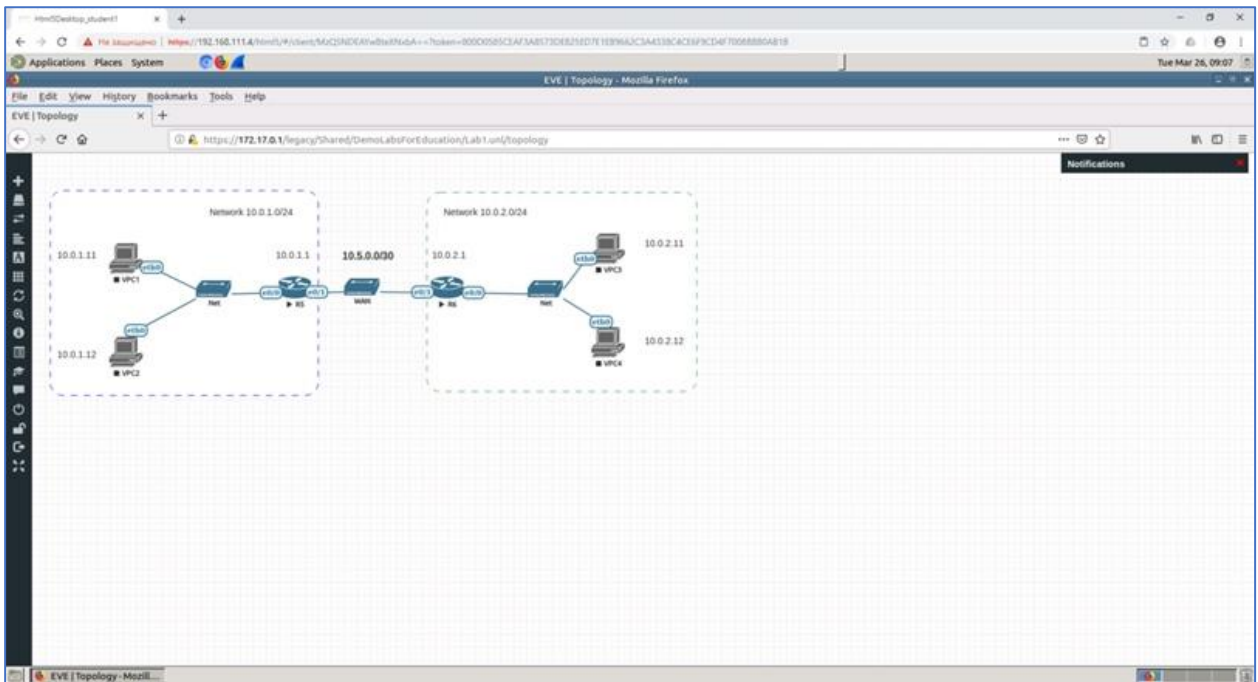 Html5Desktop_student1
Не защищено
Applications Places System
Tue Mar 26, 09:07
EVE | Topology - Mozilla Firefox
File Edit View History Bookmarks Tools Help
EVE | Topology
https://172.17.0.1/legacy/Shared/DemoLabsForEducation/Lab1.unl/topology
Notifications
Network 10.0.1.0/24
Network 10.0.2.0/24
10.0.1.11
10.0.1.1
10.5.0.0/30
10.0.2.1
10.0.2.11
eth0
VPC1
eth0
VPC3
Net
e0/0
R5
e0/1
WAN
e0/1
R6
e0/0
Net
eth0
eth0
10.0.1.12
VPC2
10.0.2.12
VPC4
EVE | Topology - Mozill...